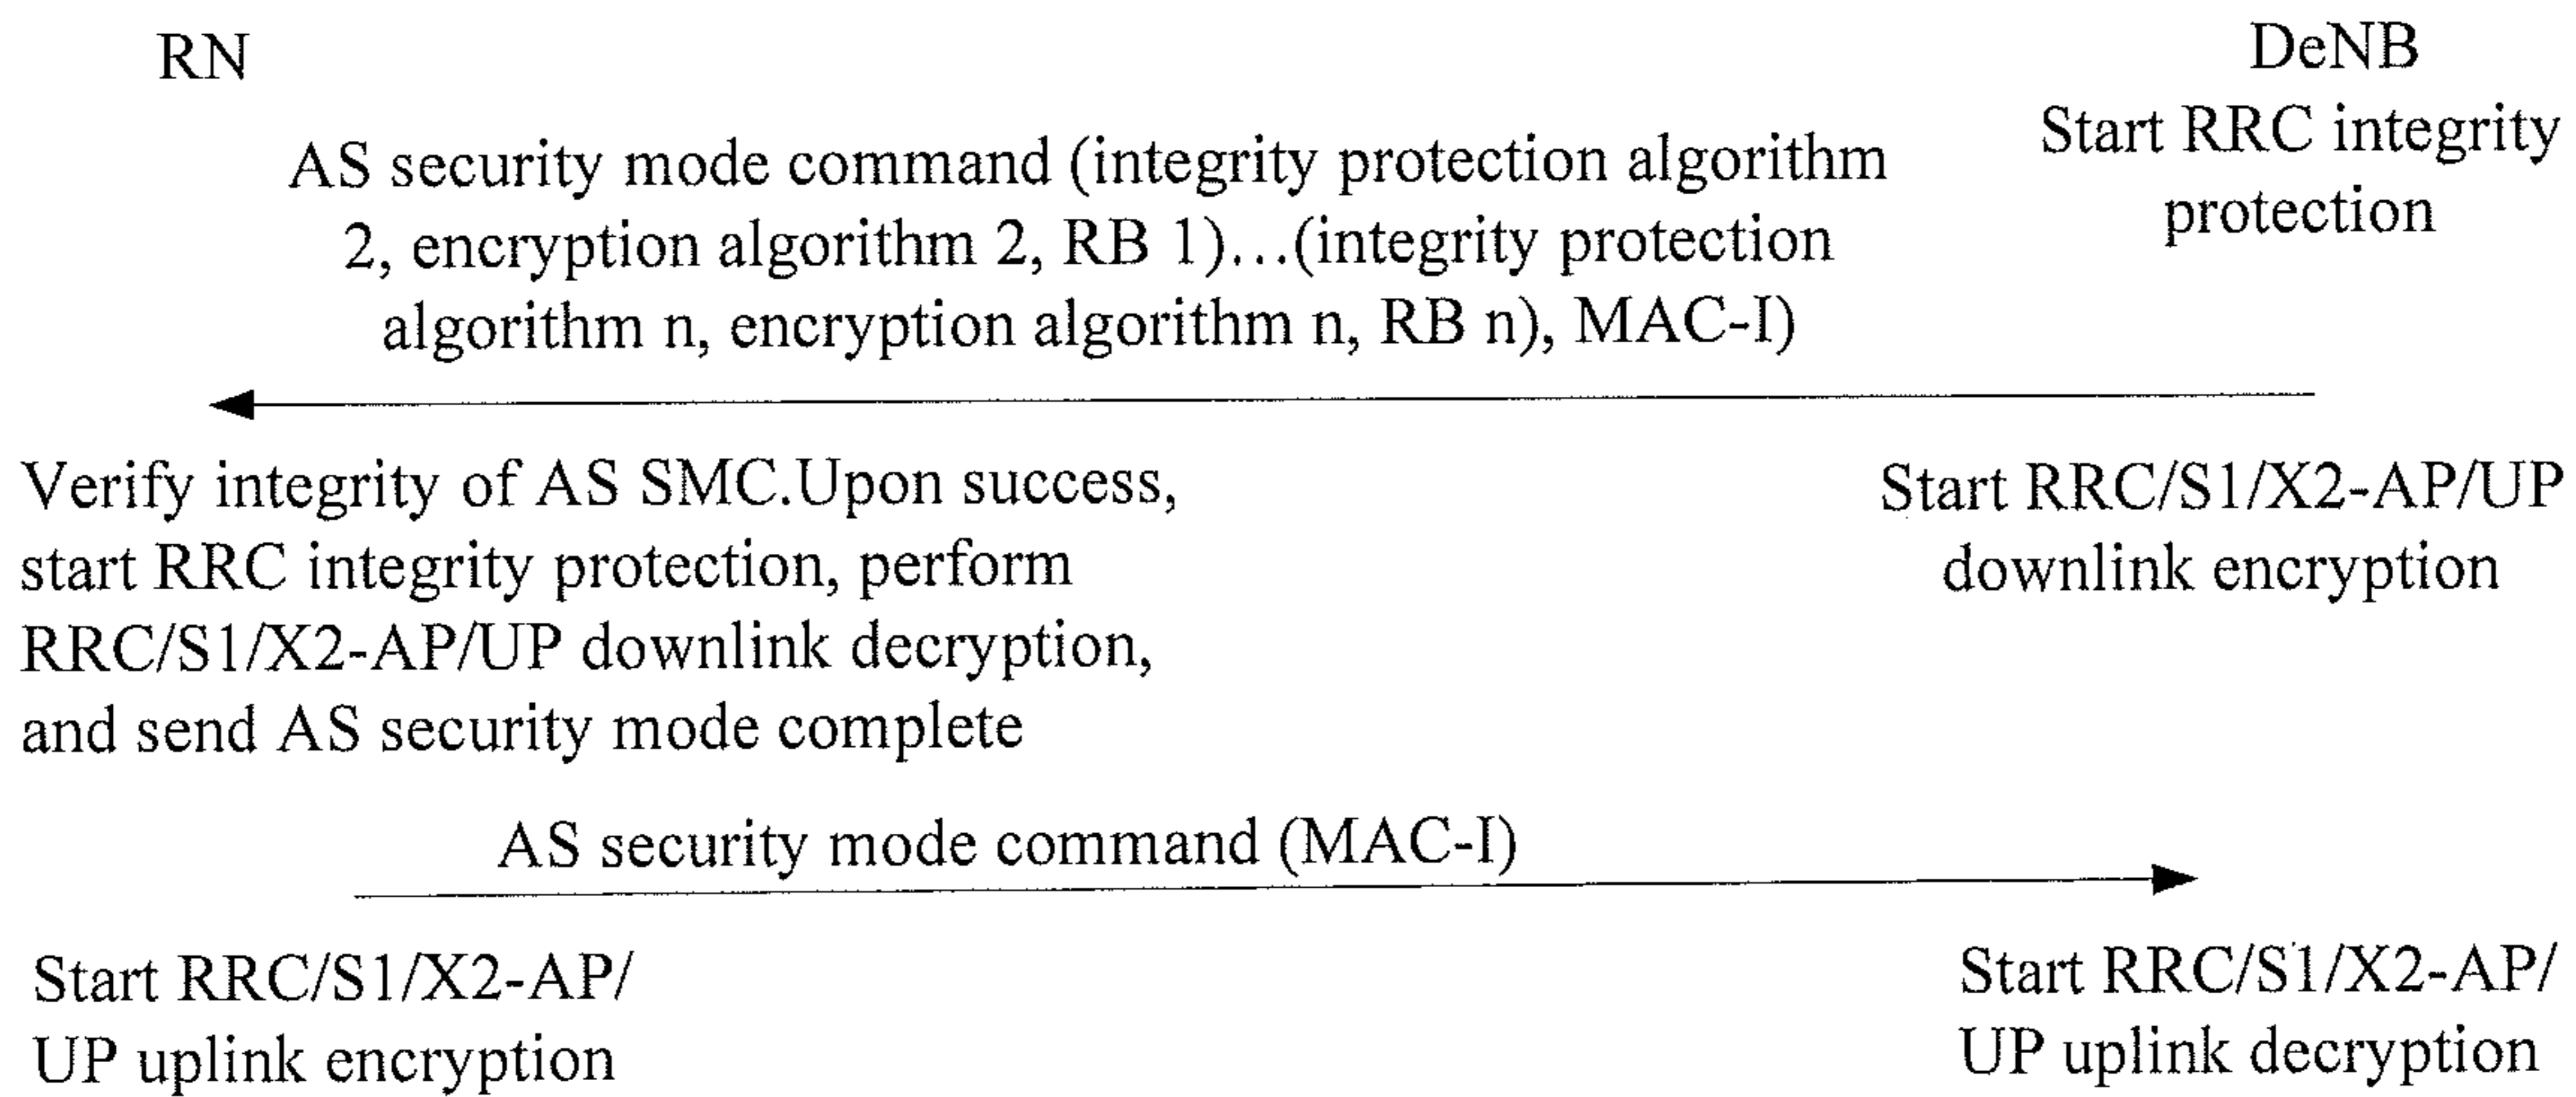 RN
DeNB
Start RRC integrity
protection
AS security mode command (integrity protection algorithm
2, encryption algorithm 2, RB 1)...(integrity protection
algorithm n, encryption algorithm n, RB n), MAC-I)
Verify integrity of AS SMC.Upon success,
start RRC integrity protection, perform
RRC/S1/X2-AP/UP downlink decryption,
and send AS security mode complete
Start RRC/S1/X2-AP/UP
downlink encryption
AS security mode command (MAC-I)
Start RRC/S1/X2-AP/
UP uplink encryption
Start RRC/S1/X2-AP/
UP uplink decryption